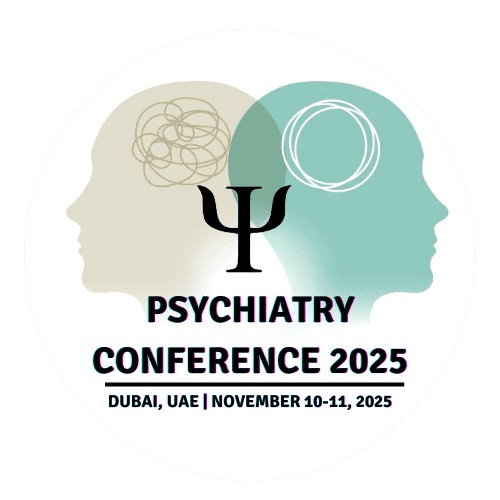 Ψ
PSYCHIATRY
CONFERENCE 2025
DUBAI, UAE | NOVEMBER 10-11, 2025